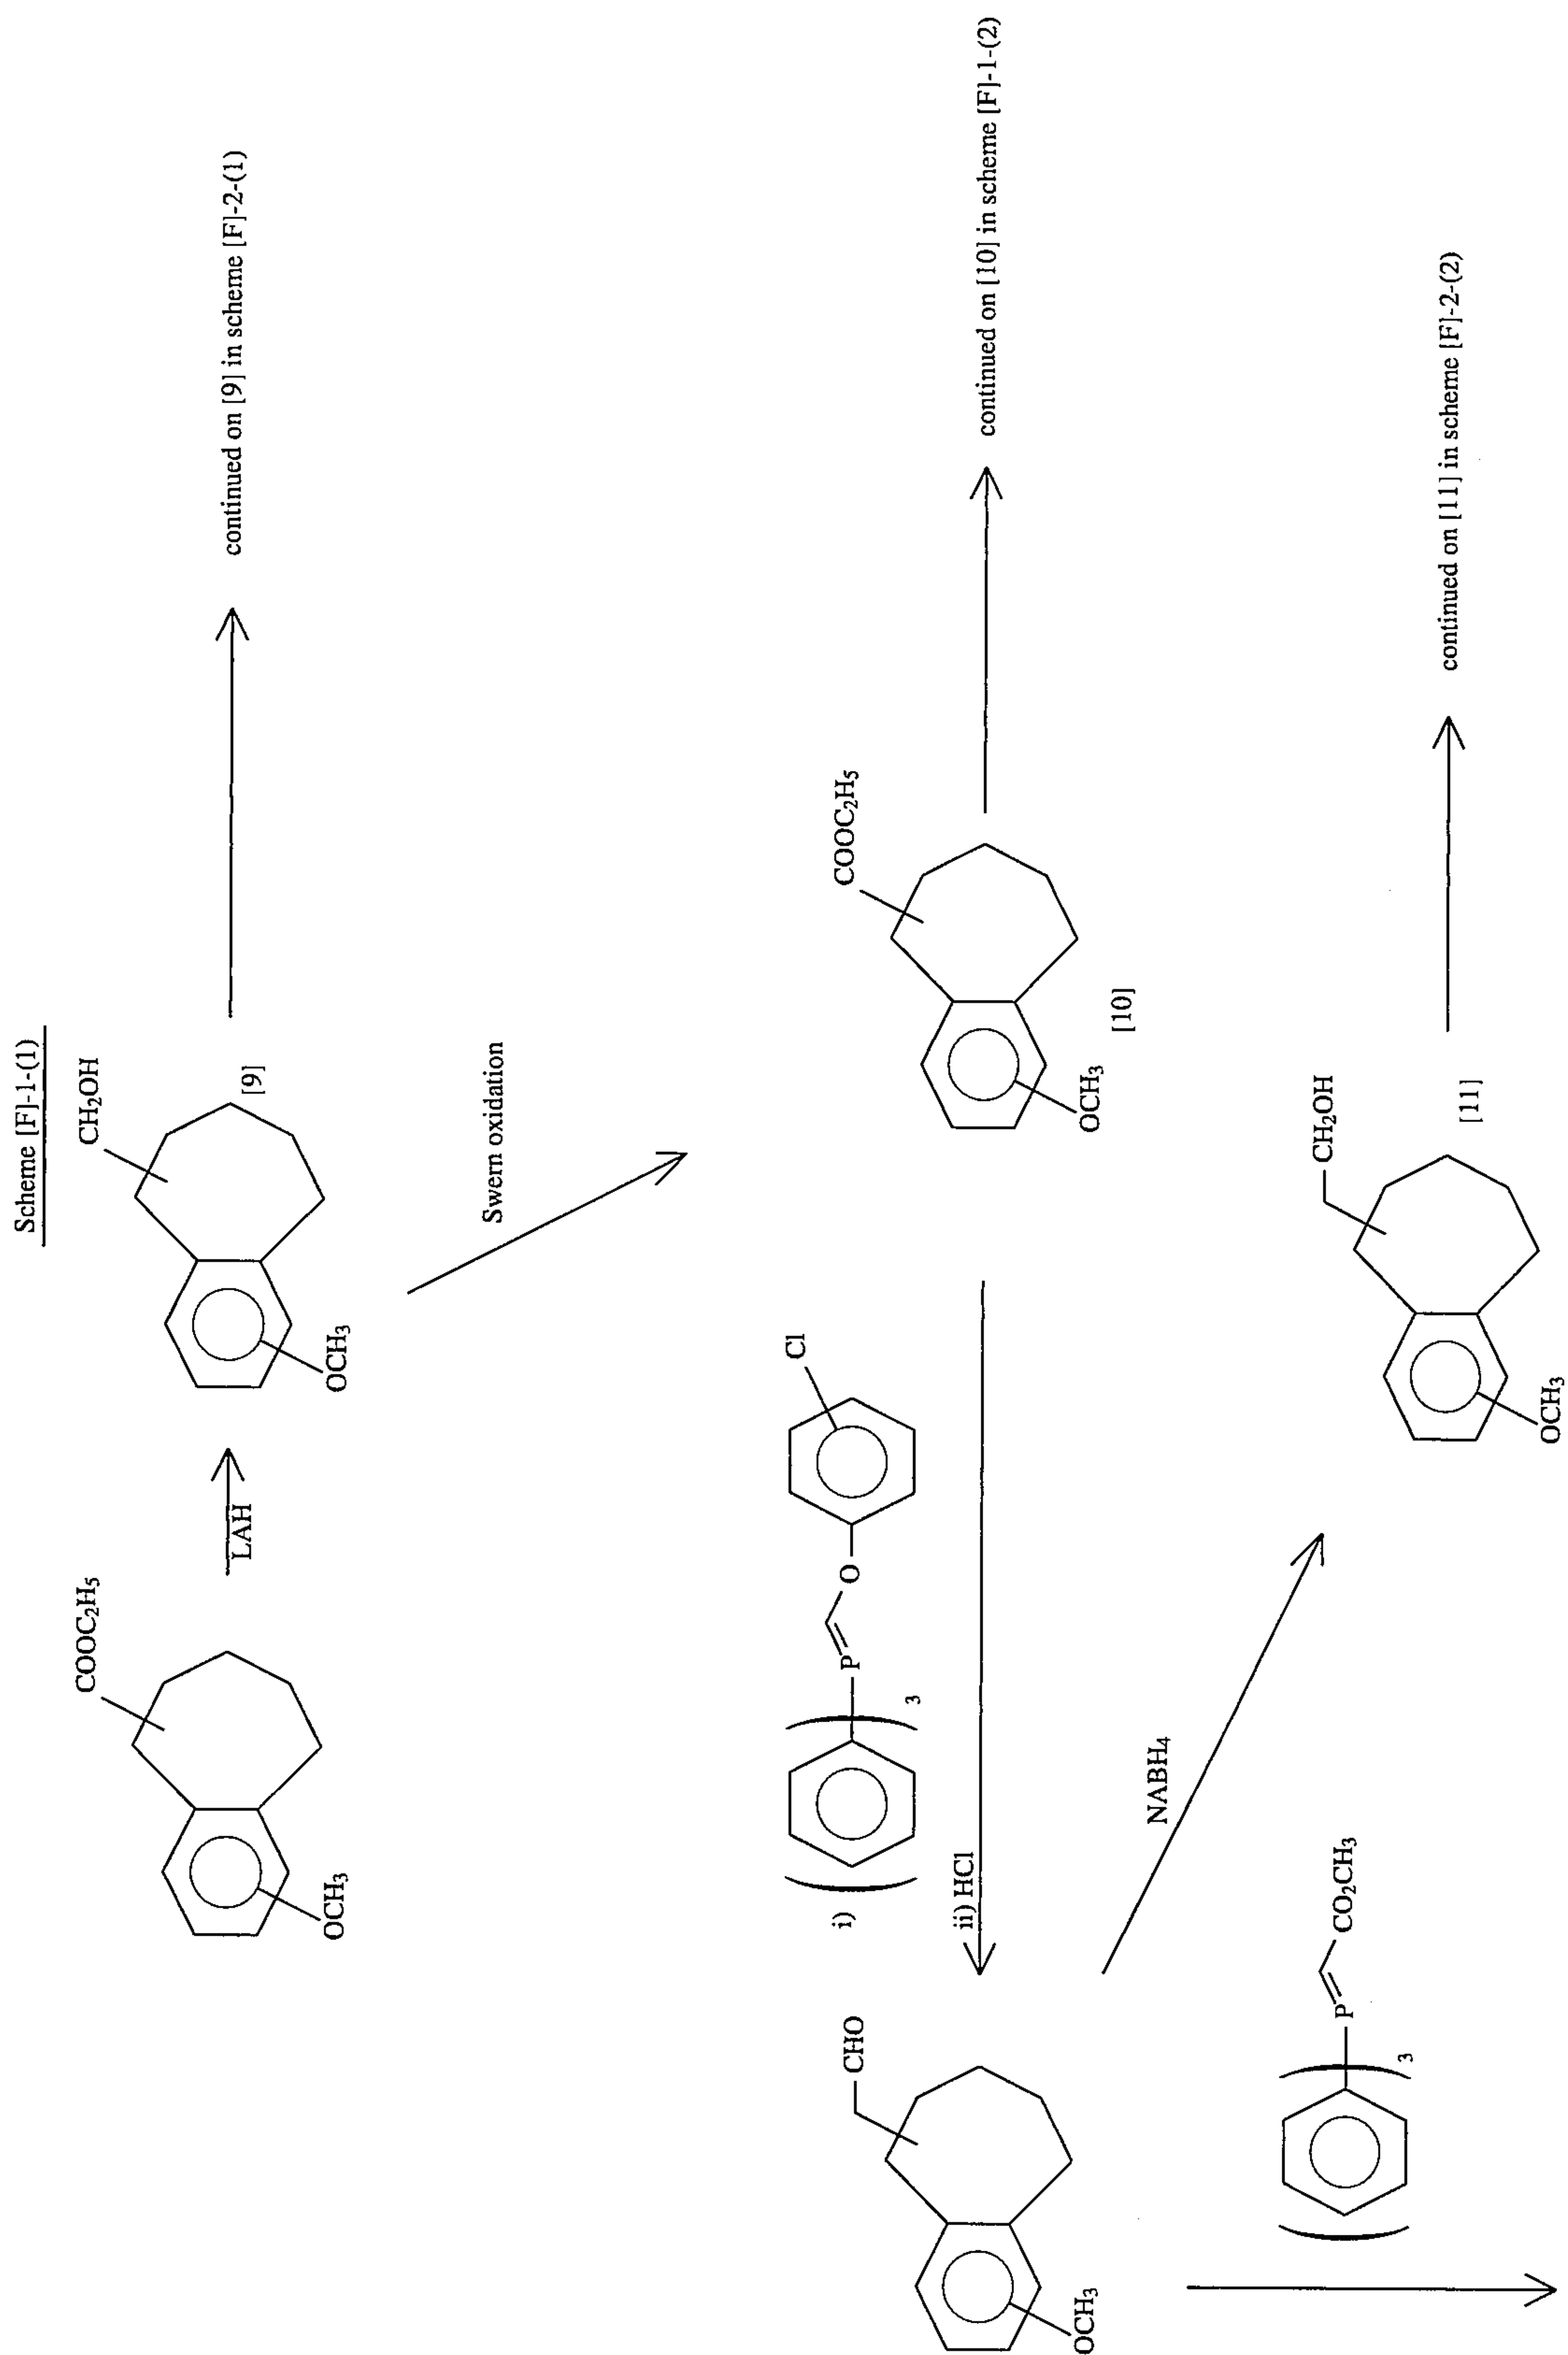 Scheme [F]-1-(1)
COOC₂H₅
OCH₃
LAH
CH₂OH
OCH₃
[9]
continued on [9] in scheme [F]-2-(1)
Swern oxidation
COOC₂H₅
OCH₃
[10]
continued on [10] in scheme [F]-1-(2)
i)
( )₃
P
O
Cl
ii) HCl
CHO
OCH₃
NABH₄
CH₂OH
OCH₃
[11]
continued on [11] in scheme [F]-2-(2)
( )₃
P
CO₂CH₃